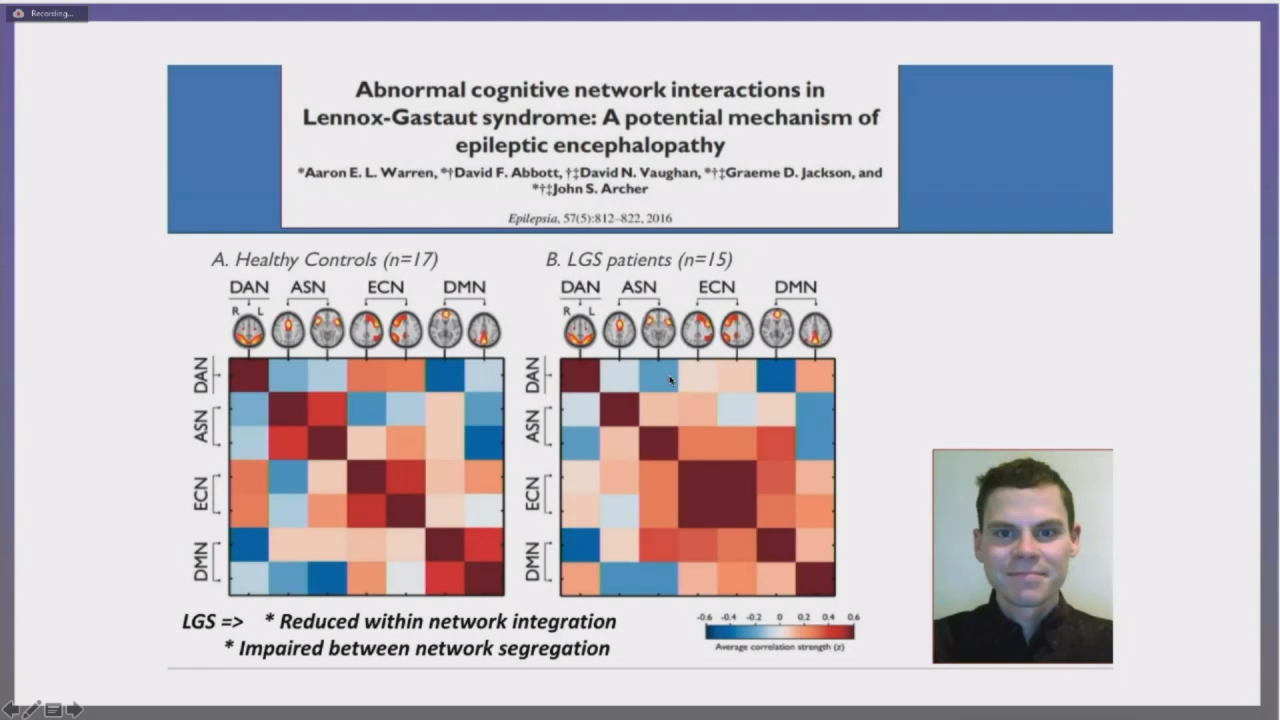 Recording...
Abnormal cognitive network interactions in
Lennox-Gastaut syndrome: A potential mechanism of
epileptic encephalopathy
*Aaron E. L. Warren, *†David F. Abbott, †‡David N. Vaughan, *†‡Graeme D. Jackson, and
*†‡John S. Archer
Epilepsia, 57(5):812–822, 2016
A. Healthy Controls (n=17)
B. LGS patients (n=15)
DAN ASN ECN DMN
R L
DAN
ASN
ECN
DMN
DAN ASN ECN DMN
R L
DAN
ASN
ECN
DMN
LGS => * Reduced within network integration
* Impaired between network segregation
-0.6 -0.4 -0.2 0 0.2 0.4 0.6
Average correlation strength (z)